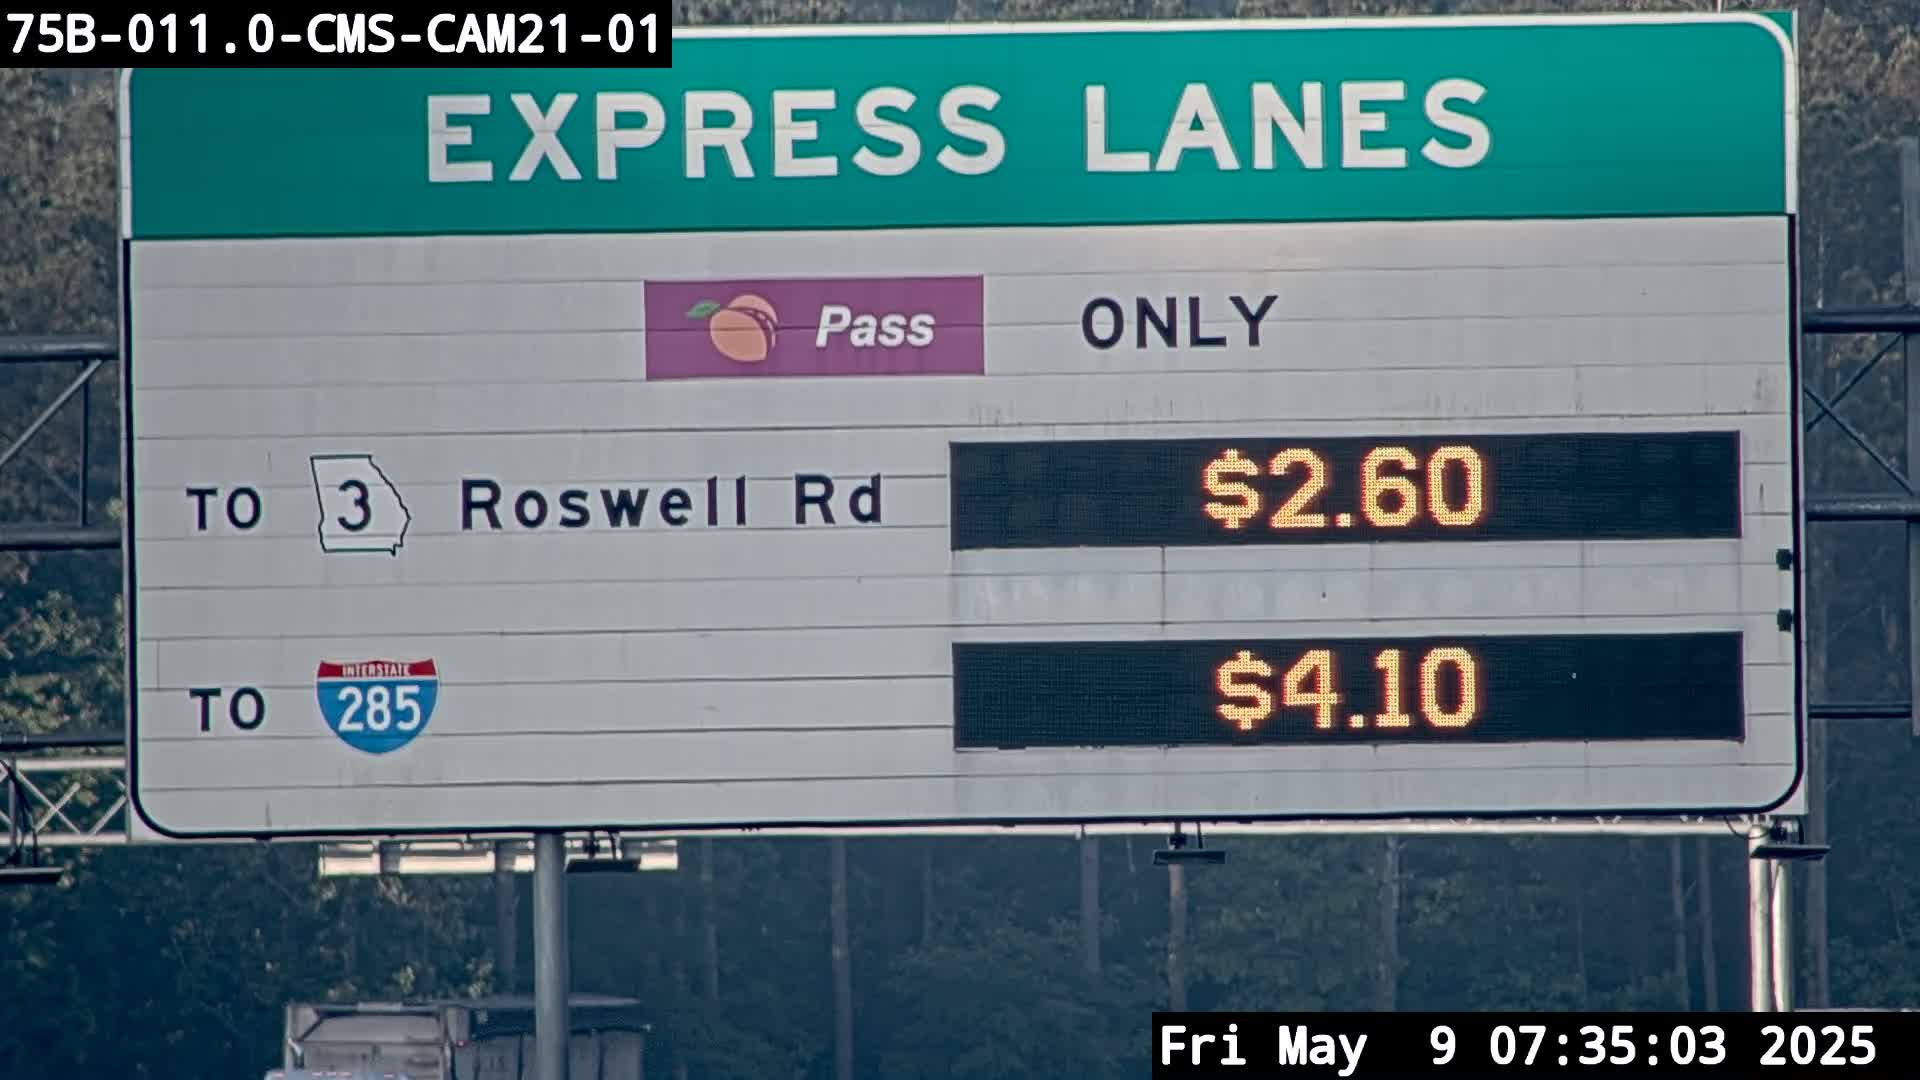 75B-011.0-CMS-CAM21-01
EXPRESS LANES
Pass ONLY
TO 3 Roswell Rd $2.60
INTERSTATE
TO 285 $4.10
Fri May 9 07:35:03 2025